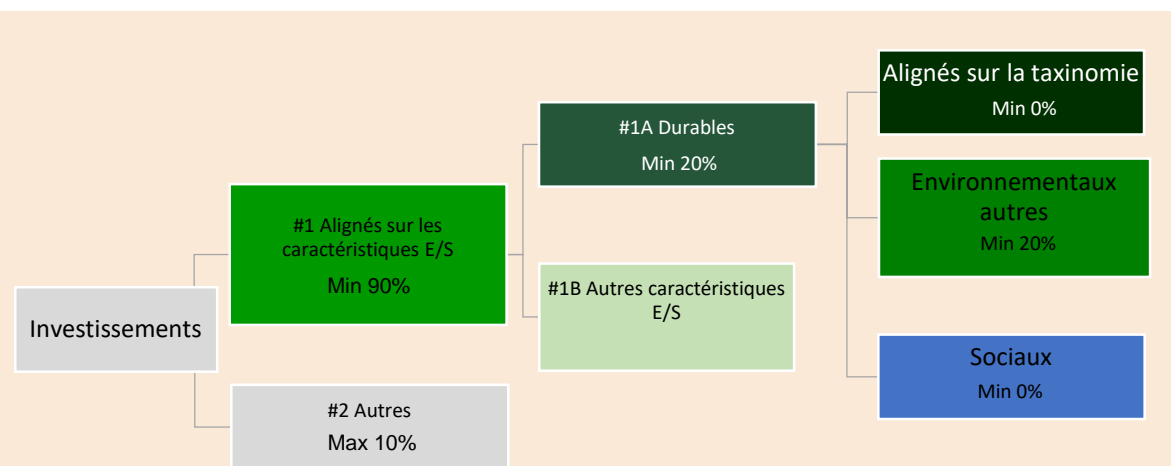 Investissements
#1 Alignés sur les
caractéristiques E/S
Min 90%
#2 Autres
Max 10%
#1A Durables
Min 20%
#1B Autres caractéristiques
E/S
Alignés sur la taxinomie
Min 0%
Environnementaux
autres
Min 20%
Sociaux
Min 0%